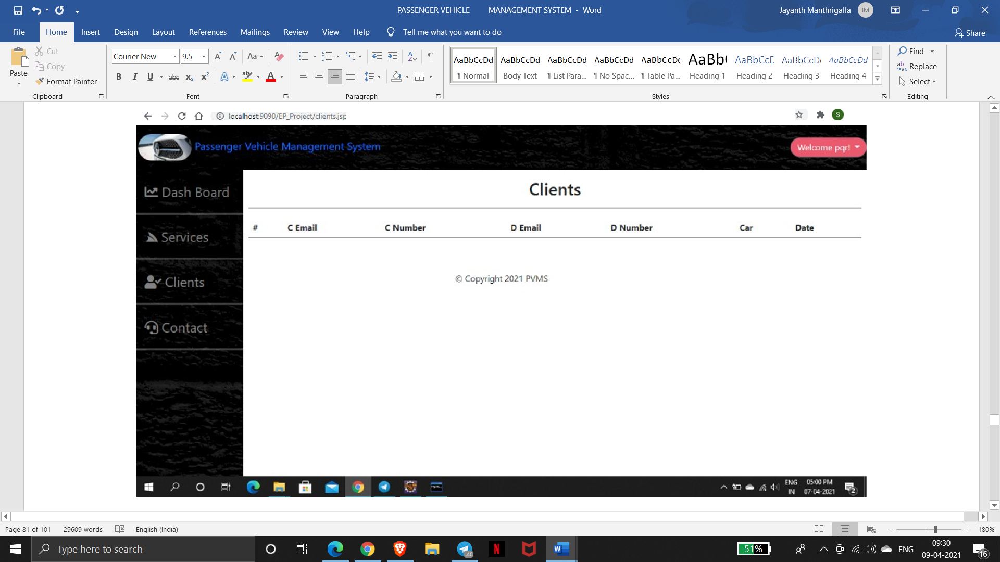 PASSENGER VEHICLE MANAGEMENT SYSTEM - Word
Jayanth Manthrigalla JM
File Home Insert Design Layout References Mailings Review View Help Tell me what you want to do Share
Paste
Cut
Copy
Format Painter
Clipboard
Courier New 9.5 Aa
B I U abc x2 x2 A ab A
Font
Paragraph
AaBbCcDd AaBbCcDd AaBbCcDd AaBbCcDd AaBbCcDc AaBb( AaBbCcE AaBbCcD AaBbCcDd
¶ Normal Body Text ¶ List Para... ¶ No Spac... ¶ Table Pa... Heading 1 Heading 2 Heading 3 Heading 4
Styles
Find
Replace
Select
Editing
localhost:9090/EP_Project/clients.jsp S
Passenger Vehicle Management System
Welcome pqr!
Dash Board
Services
Clients
Contact
Clients
# C Email C Number D Email D Number Car Date
© Copyright 2021 PVMS
ENG 05:00 PM
IN 07-04-2021 2
Page 81 of 101 29609 words English (India) 180%
Type here to search
40 N W 51% ENG
09:30
09-04-2021 16